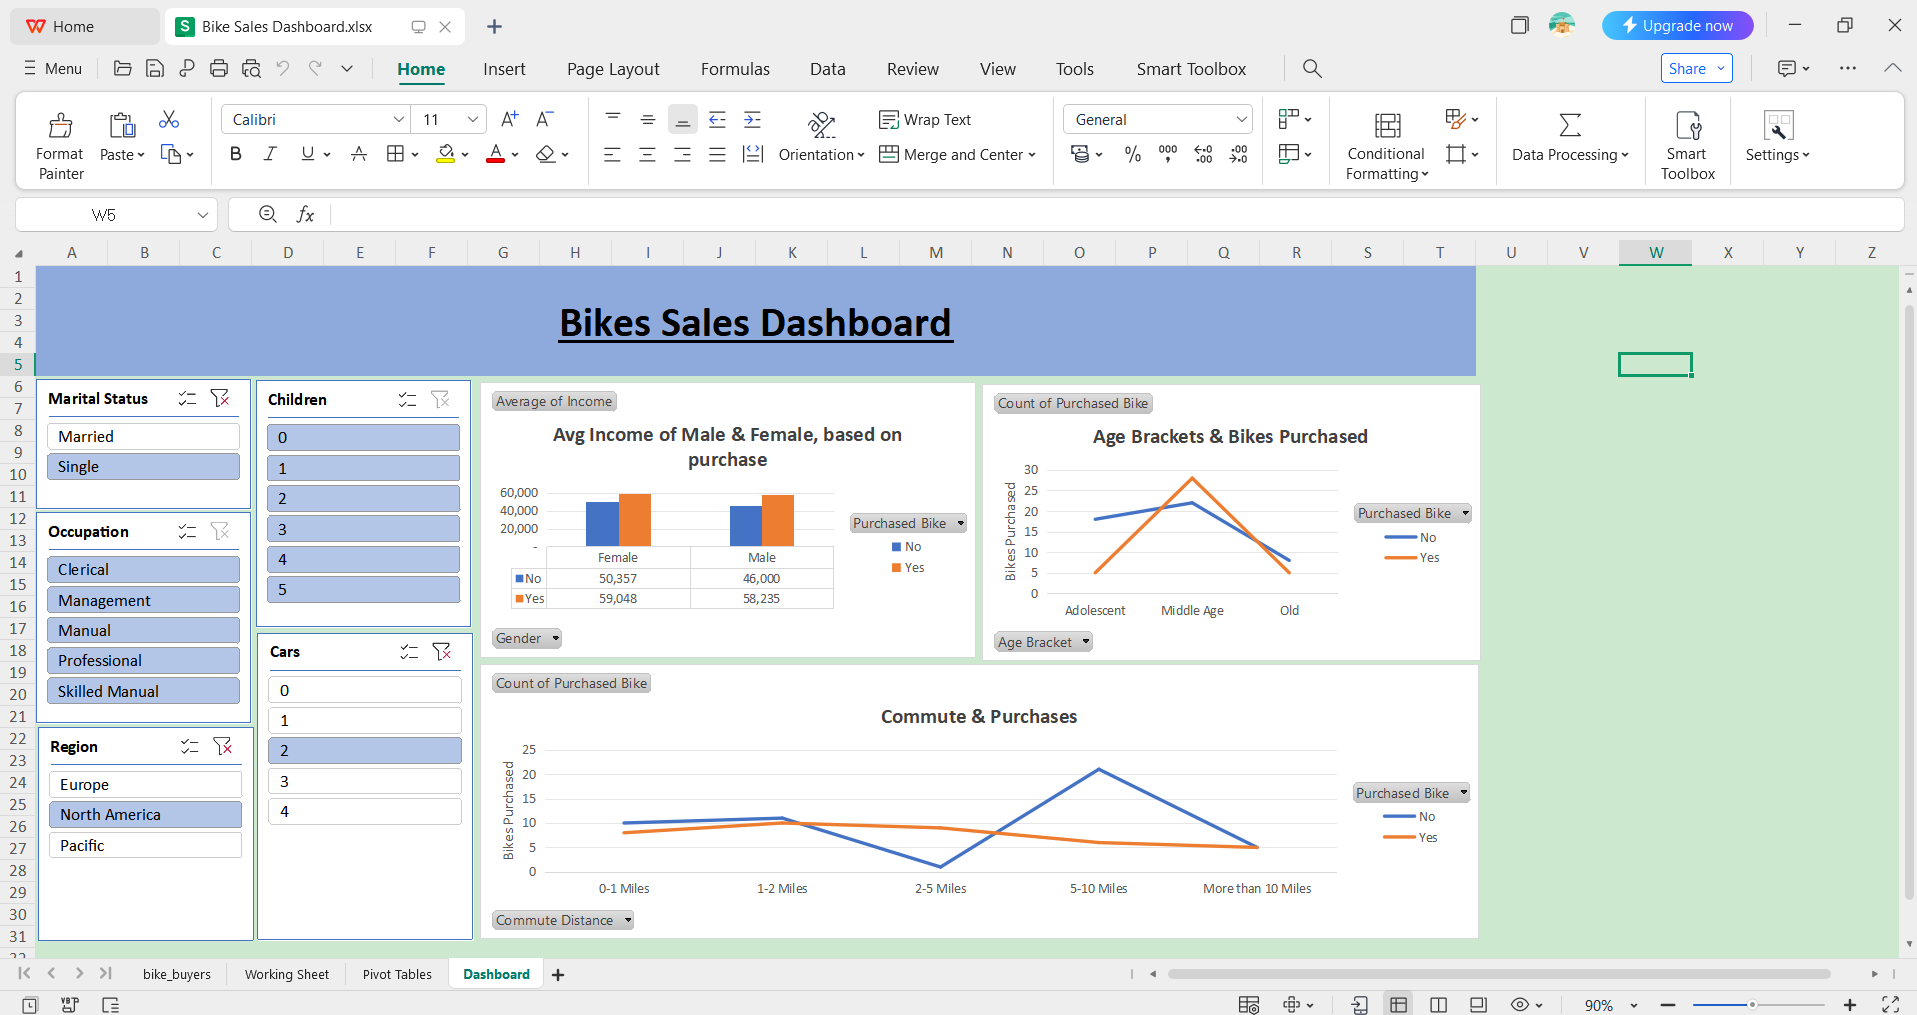 Home
Bike Sales Dashboard.xlsx
Upgrade now
Menu
Home Insert Page Layout Formulas Data Review View Tools Smart Toolbox
Share
Format Painter
Paste
Calibri 11
Wrap Text
Orientation
Merge and Center
General
Conditional Formatting
Data Processing
Smart Toolbox
Settings
W5
fx
A B C D E F G H I J K L M N O P Q R S T U V W X Y Z
1
2
3
4
5
6
7
8
9
10
11
12
13
14
15
16
17
18
19
20
21
22
23
24
25
26
27
28
29
30
31
Bikes Sales Dashboard
Marital Status
Married
Single
Occupation
Clerical
Management
Manual
Professional
Skilled Manual
Region
Europe
North America
Pacific
Children
0
1
2
3
4
5
Cars
0
1
2
3
4
Average of Income
Avg Income of Male & Female, based on
purchase
60,000
40,000
20,000
-
Female Male
No 50,357 46,000
Yes 59,048 58,235
Purchased Bike
No
Yes
Gender
Count of Purchased Bike
Age Brackets & Bikes Purchased
Bikes Purchased
30
25
20
15
10
5
0
Adolescent Middle Age Old
Purchased Bike
No
Yes
Age Bracket
Count of Purchased Bike
Commute & Purchases
Bikes Purchased
25
20
15
10
5
0
0-1 Miles 1-2 Miles 2-5 Miles 5-10 Miles More than 10 Miles
Purchased Bike
No
Yes
Commute Distance
bike_buyers Working Sheet Pivot Tables Dashboard
90%